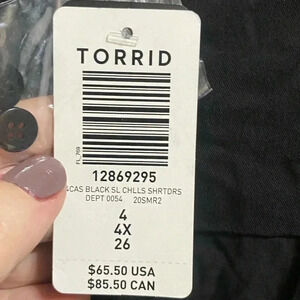 TORRID
FL_769
12869295
4CAS BLACK SL CHLLS SHRTDRS
DEPT 0054 20SMR2
4
4X
26
$65.50 USA
$85.50 CAN